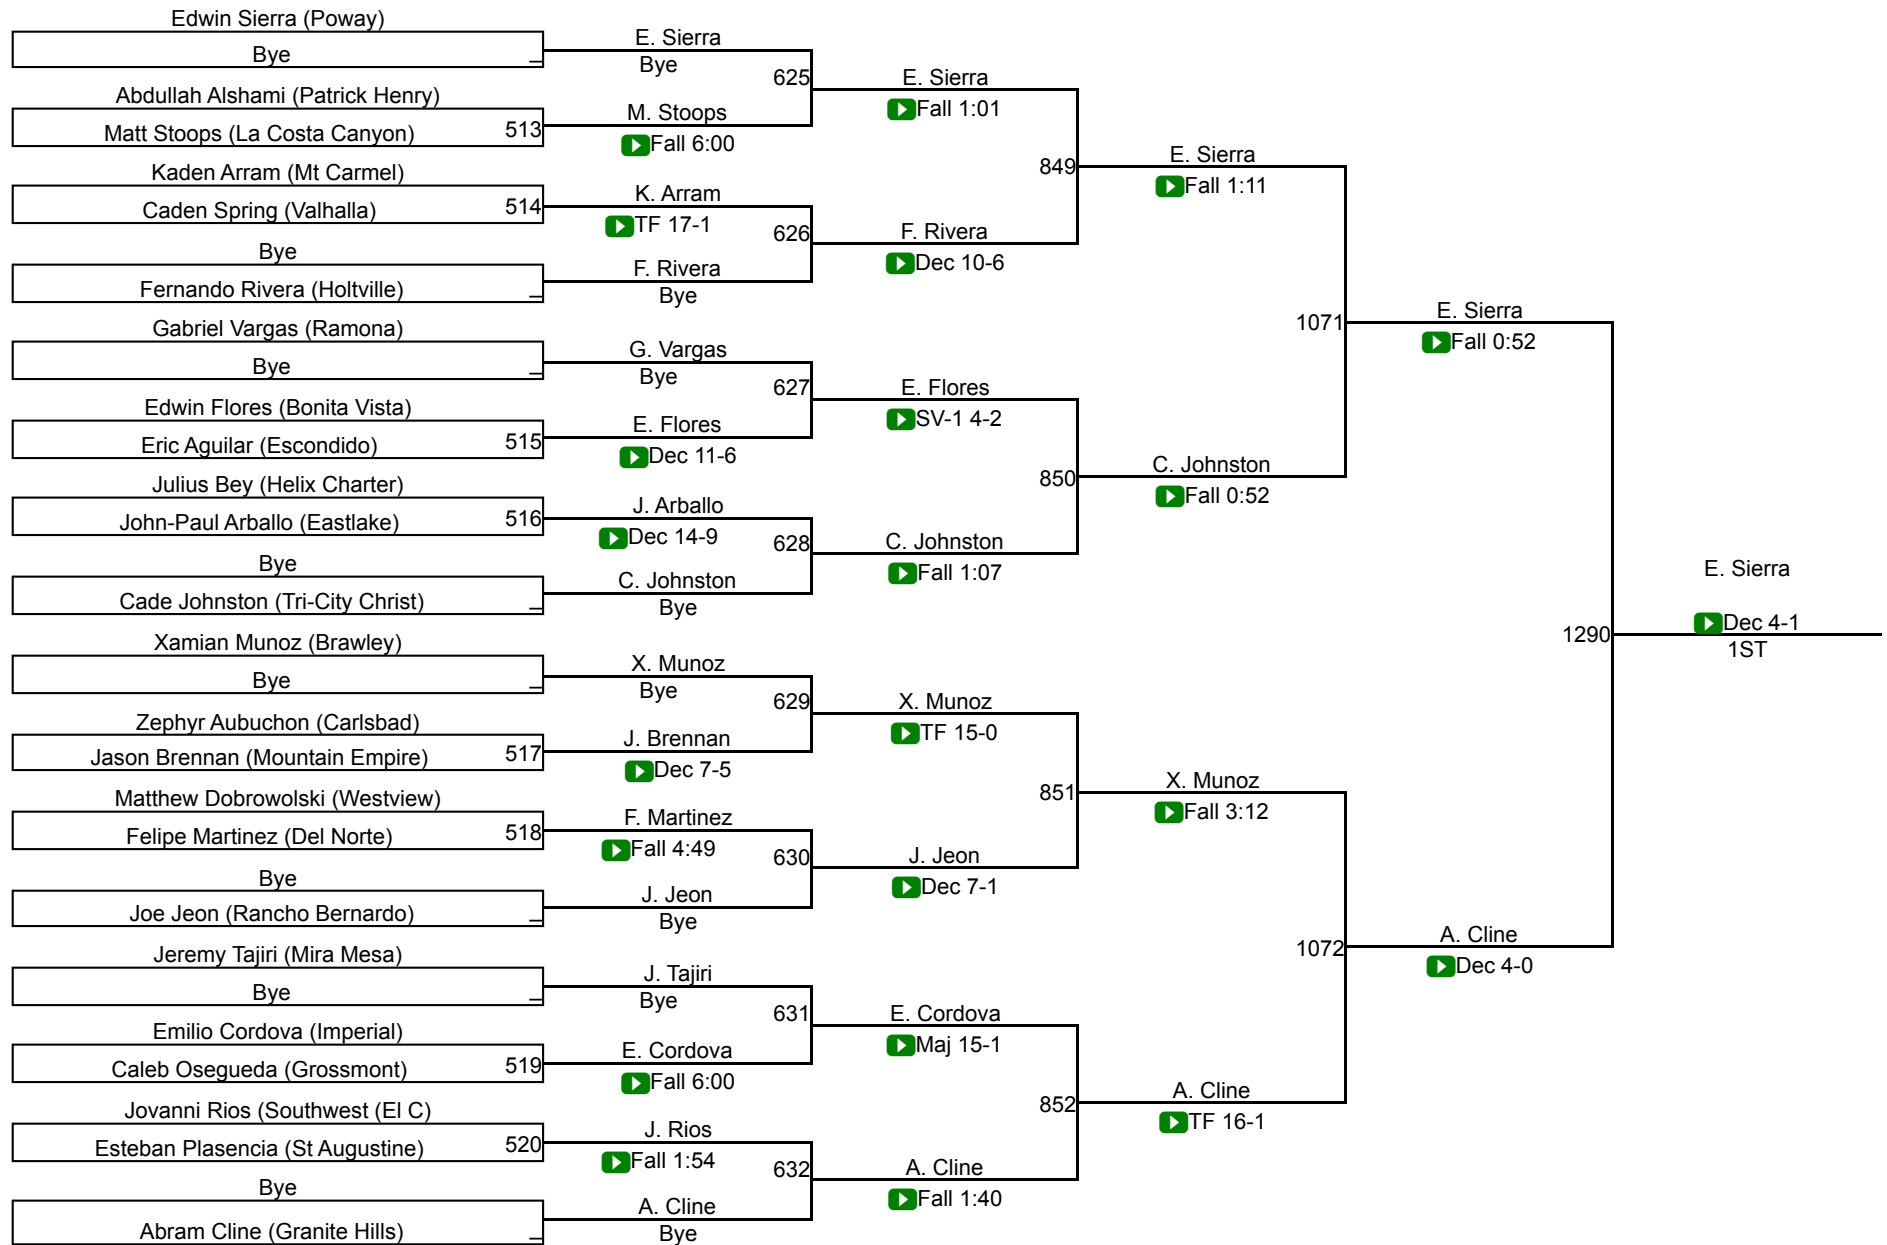 Edwin Sierra (Poway)
Bye
Abdullah Alshami (Patrick Henry)
Matt Stoops (La Costa Canyon) 513
Kaden Arram (Mt Carmel)
Caden Spring (Valhalla) 514
Bye
Fernando Rivera (Holtville)
Gabriel Vargas (Ramona)
Bye
Edwin Flores (Bonita Vista)
Eric Aguilar (Escondido) 515
Julius Bey (Helix Charter)
John-Paul Arballo (Eastlake) 516
Bye
Cade Johnston (Tri-City Christ)
Xamian Munoz (Brawley)
Bye
Zephyr Aubuchon (Carlsbad)
Jason Brennan (Mountain Empire) 517
Matthew Dobrowolski (Westview)
Felipe Martinez (Del Norte) 518
Bye
Joe Jeon (Rancho Bernardo)
Jeremy Tajiri (Mira Mesa)
Bye
Emilio Cordova (Imperial)
Caleb Osegueda (Grossmont) 519
Jovanni Rios (Southwest (El C)
Esteban Plasencia (St Augustine) 520
Bye
Abram Cline (Granite Hills)
E. Sierra
Bye
625
M. Stoops
Fall 6:00
K. Arram
TF 17-1
626
F. Rivera
Bye
G. Vargas
Bye
627
E. Flores
Dec 11-6
J. Arballo
Dec 14-9
628
C. Johnston
Bye
X. Munoz
Bye
629
J. Brennan
Dec 7-5
F. Martinez
Fall 4:49
630
J. Jeon
Bye
J. Tajiri
Bye
631
E. Cordova
Fall 6:00
J. Rios
Fall 1:54
632
A. Cline
Bye
E. Sierra
Fall 1:01
849
F. Rivera
Dec 10-6
E. Flores
SV-1 4-2
850
C. Johnston
Fall 1:07
X. Munoz
TF 15-0
851
J. Jeon
Dec 7-1
E. Cordova
Maj 15-1
852
A. Cline
Fall 1:40
E. Sierra
Fall 1:11
1071
C. Johnston
Fall 0:52
X. Munoz
Fall 3:12
1072
A. Cline
TF 16-1
E. Sierra
Fall 0:52
1290
A. Cline
Dec 4-0
E. Sierra
Dec 4-1
1ST